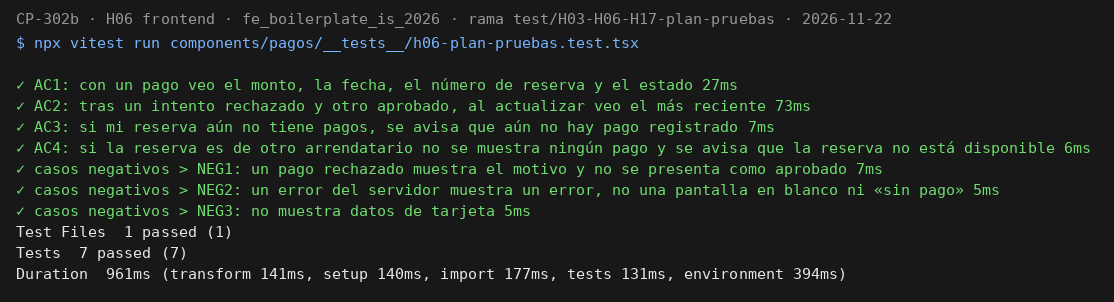 CP-302b · H06 frontend · fe_boilerplate_is_2026 · rama test/H03-H06-H17-plan-pruebas · 2026-11-22
$ npx vitest run components/pagos/__tests__/h06-plan-pruebas.test.tsx
✓ AC1: con un pago veo el monto, la fecha, el número de reserva y el estado 27ms
✓ AC2: tras un intento rechazado y otro aprobado, al actualizar veo el más reciente 73ms
✓ AC3: si mi reserva aún no tiene pagos, se avisa que aún no hay pago registrado 7ms
✓ AC4: si la reserva es de otro arrendatario no se muestra ningún pago y se avisa que la reserva no está disponible 6ms
✓ casos negativos > NEG1: un pago rechazado muestra el motivo y no se presenta como aprobado 7ms
✓ casos negativos > NEG2: un error del servidor muestra un error, no una pantalla en blanco ni «sin pago» 5ms
✓ casos negativos > NEG3: no muestra datos de tarjeta 5ms
Test Files  1 passed (1)
Tests  7 passed (7)
Duration  961ms (transform 141ms, setup 140ms, import 177ms, tests 131ms, environment 394ms)